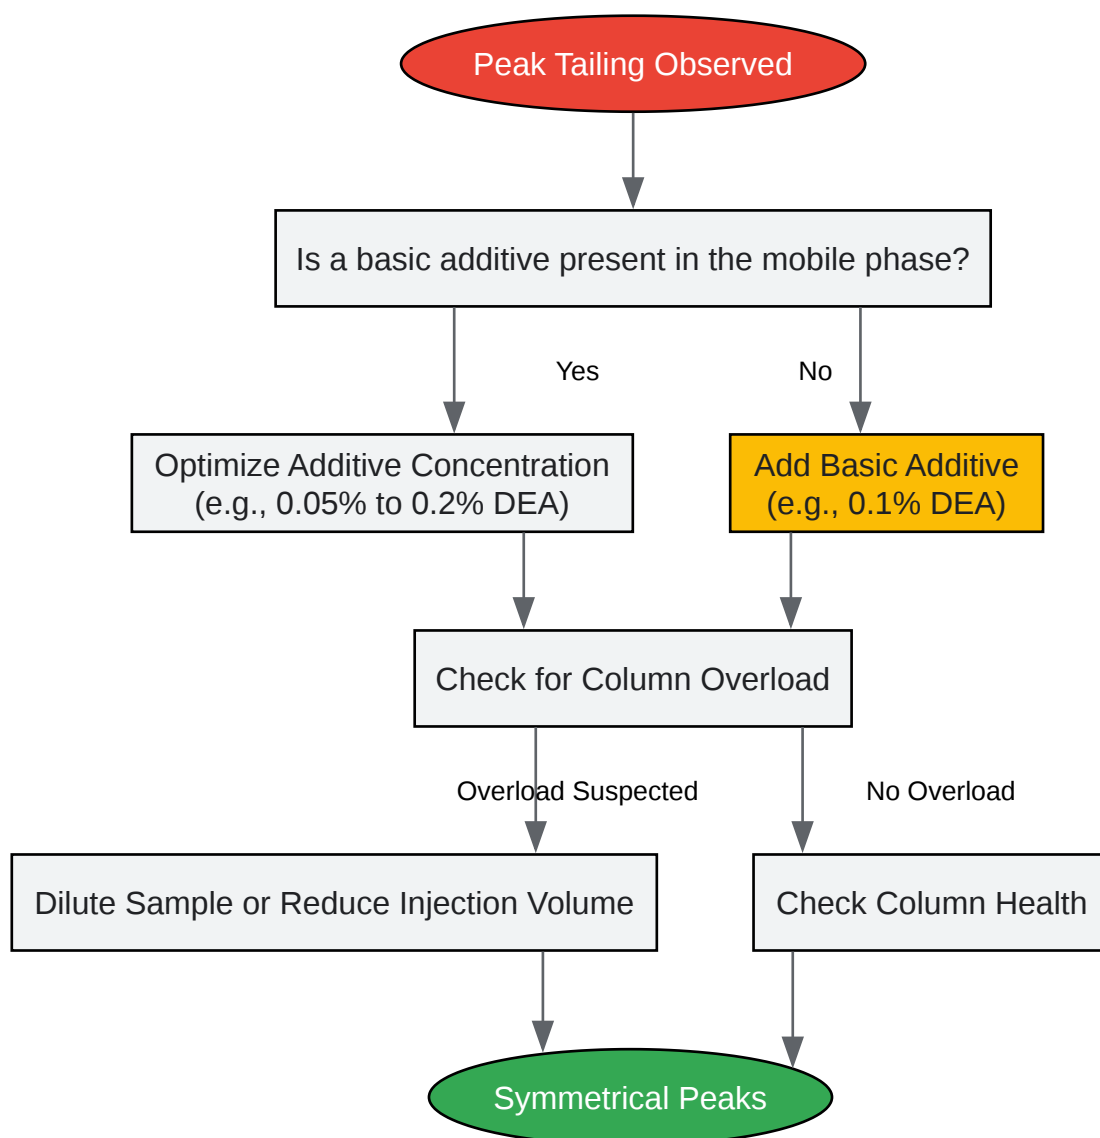 Peak Tailing Observed
Is a basic additive present in the mobile phase?
Yes
No
Optimize Additive Concentration
(e.g., 0.05% to 0.2% DEA)
Add Basic Additive
(e.g., 0.1% DEA)
Check for Column Overload
Overload Suspected
No Overload
Dilute Sample or Reduce Injection Volume
Check Column Health
Symmetrical Peaks